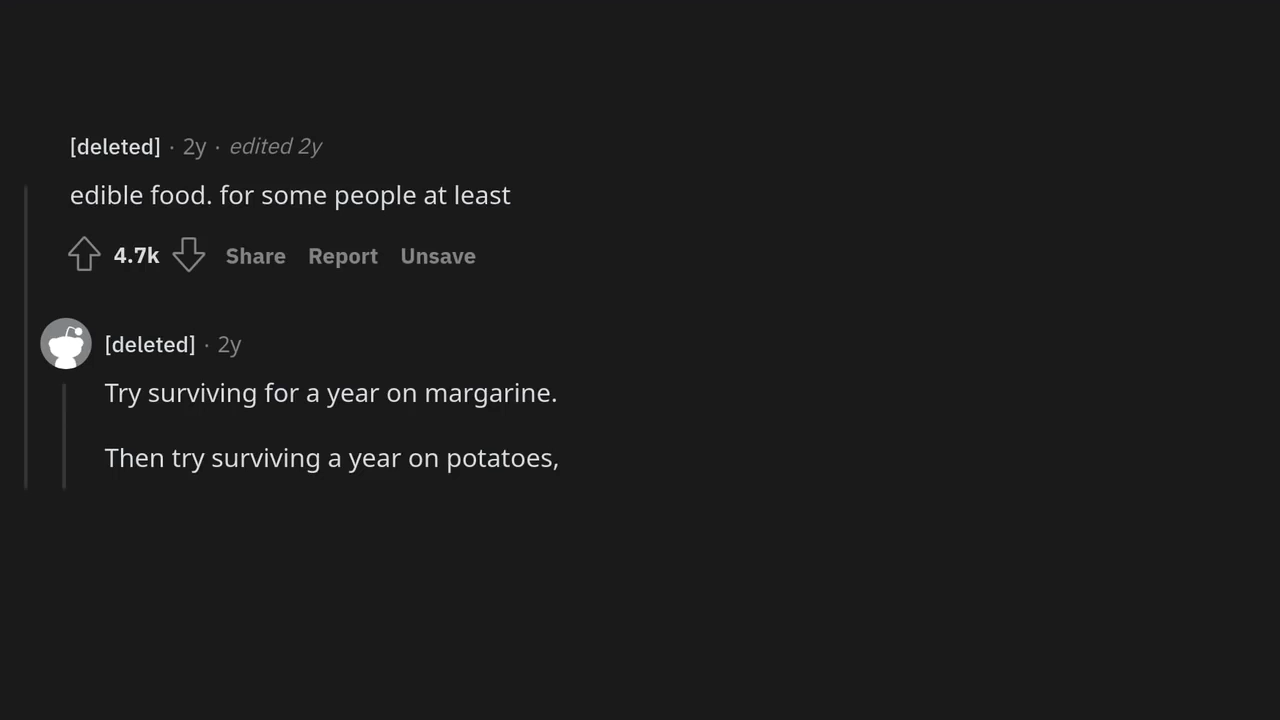 [deleted] · 2y · edited 2y
edible food. for some people at least
4.7k Share Report Unsave
[deleted] · 2y
Try surviving for a year on margarine.
Then try surviving a year on potatoes,